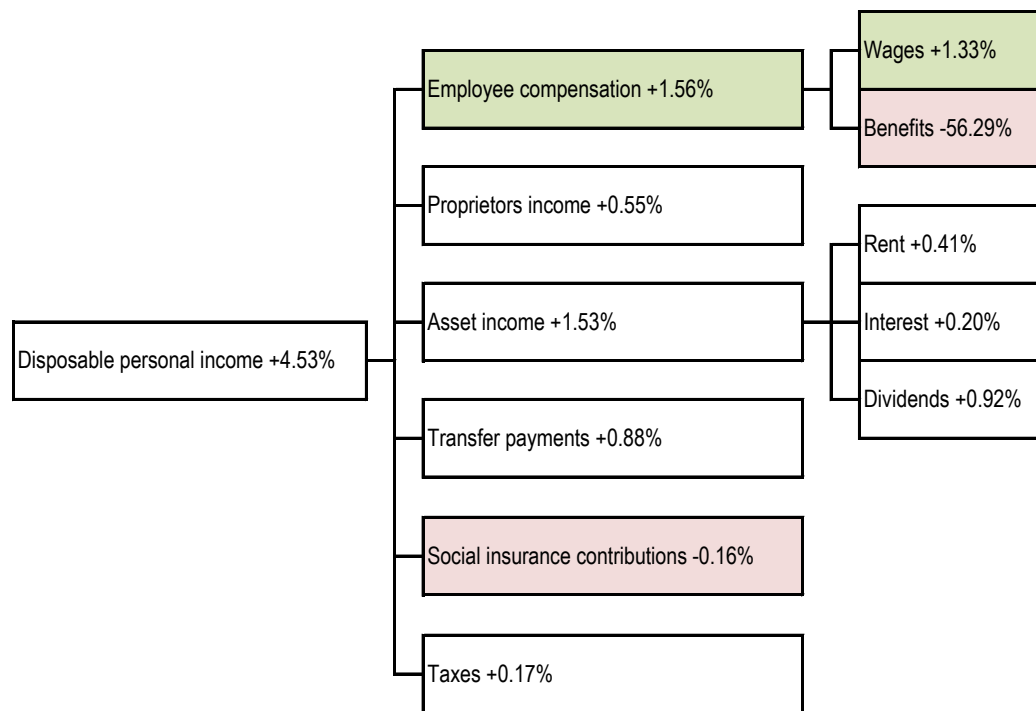 Wages +1.33%
Employee compensation +1.56%
Benefits -56.29%
Proprietors income +0.55%
Rent +0.41%
Asset income +1.53%
Interest +0.20%
Disposable personal income +4.53%
Dividends +0.92%
Transfer payments +0.88%
Social insurance contributions -0.16%
Taxes +0.17%